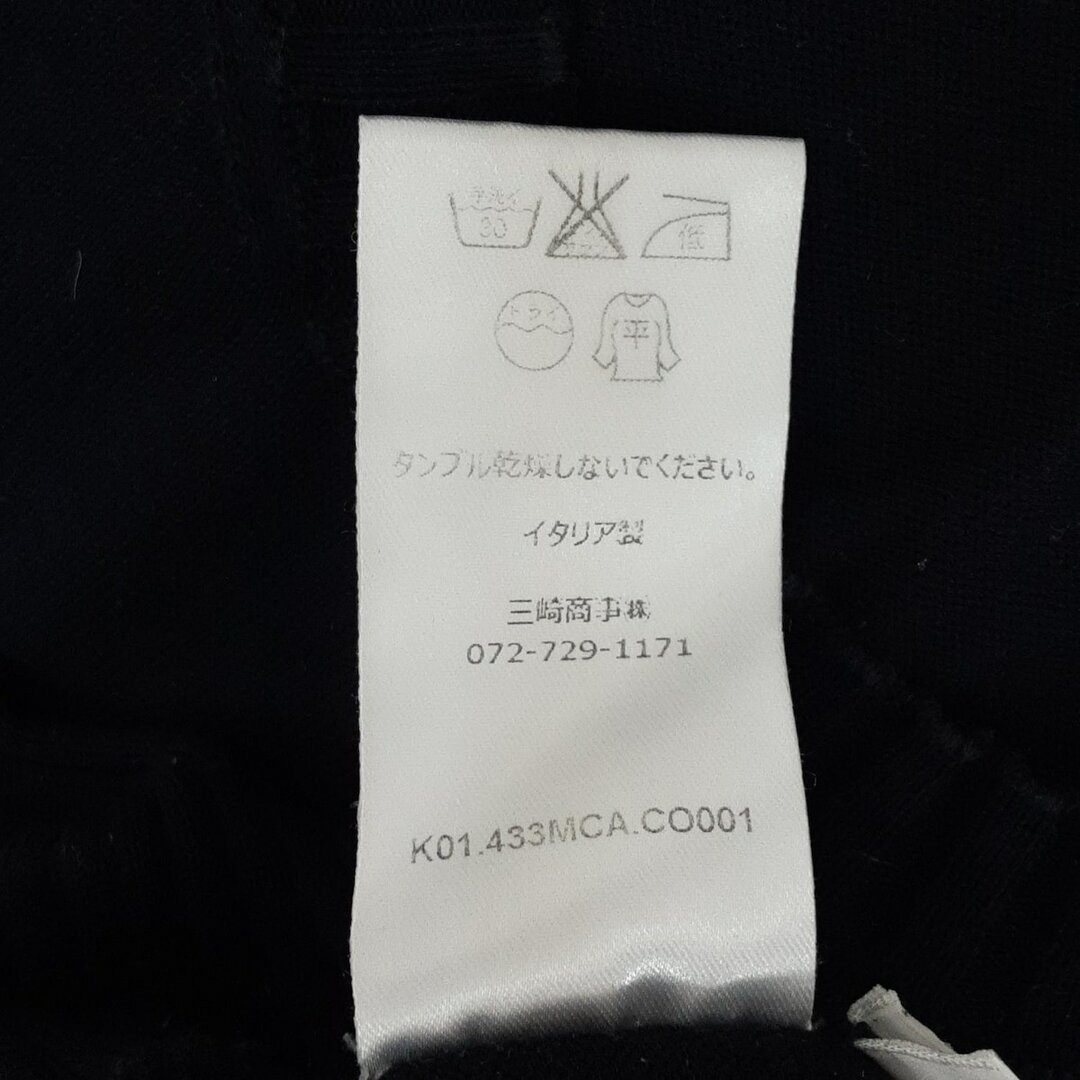 手洗イ
30
低
ドライ
平
タンブル乾燥しないでください。
イタリア製
三崎商事㈱
072-729-1171
K01.433MCA.CO001